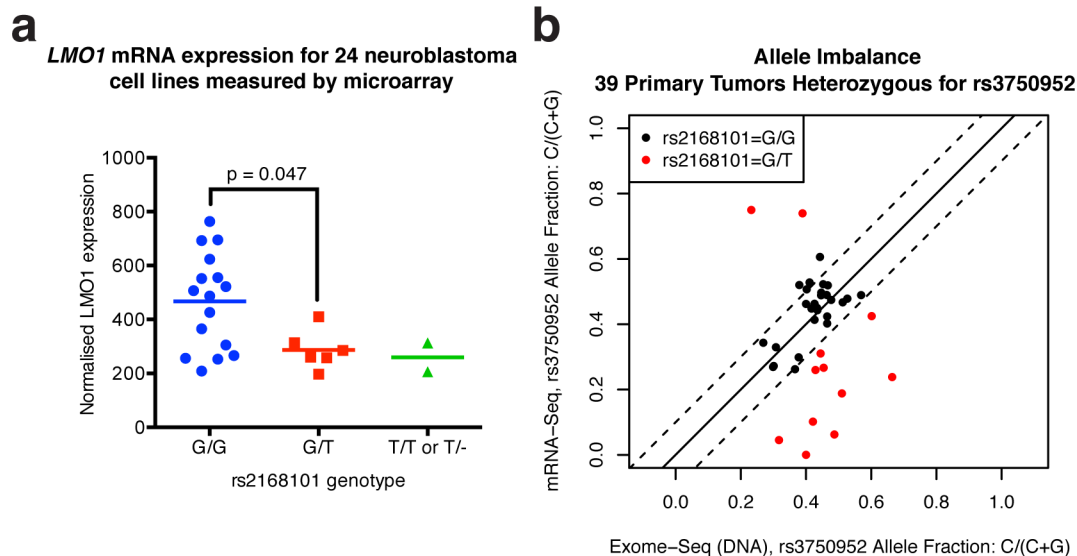 a
LMO1 mRNA expression for 24 neuroblastoma
cell lines measured by microarray
Normalised LMO1 expression
1000
800
600
400
200
0
p = 0.047
G/G
G/T
T/T or T/-
rs2168101 genotype
b
Allele Imbalance
39 Primary Tumors Heterozygous for rs3750952
mRNA−Seq, rs3750952 Allele Fraction: C/(C+G)
1.0
0.8
0.6
0.4
0.2
0.0
rs2168101=G/G
rs2168101=G/T
0.0
0.2
0.4
0.6
0.8
1.0
Exome−Seq (DNA), rs3750952 Allele Fraction: C/(C+G)